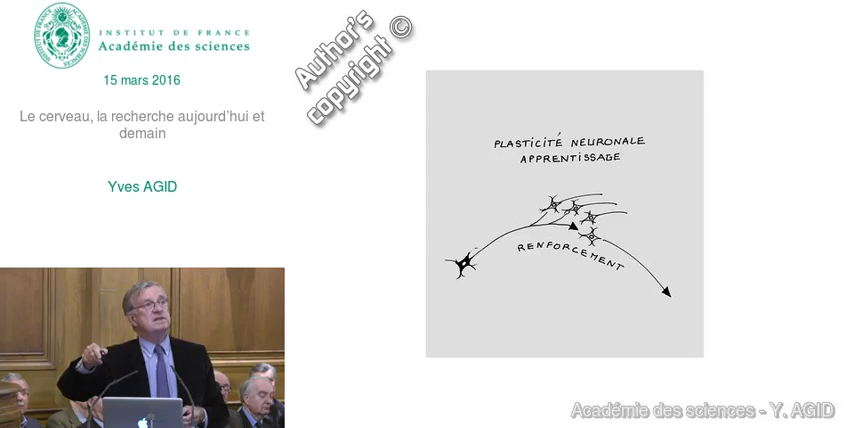 INSTITUT DE FRANCE
Académie des sciences
15 mars 2016
Le cerveau, la recherche aujourd'hui et
demain
Yves AGID
Author's
copyright ©
PLASTICITÉ NEURONALE
APPRENTISSAGE
RENFORCEMENT
Académie des sciences - Y. AGID